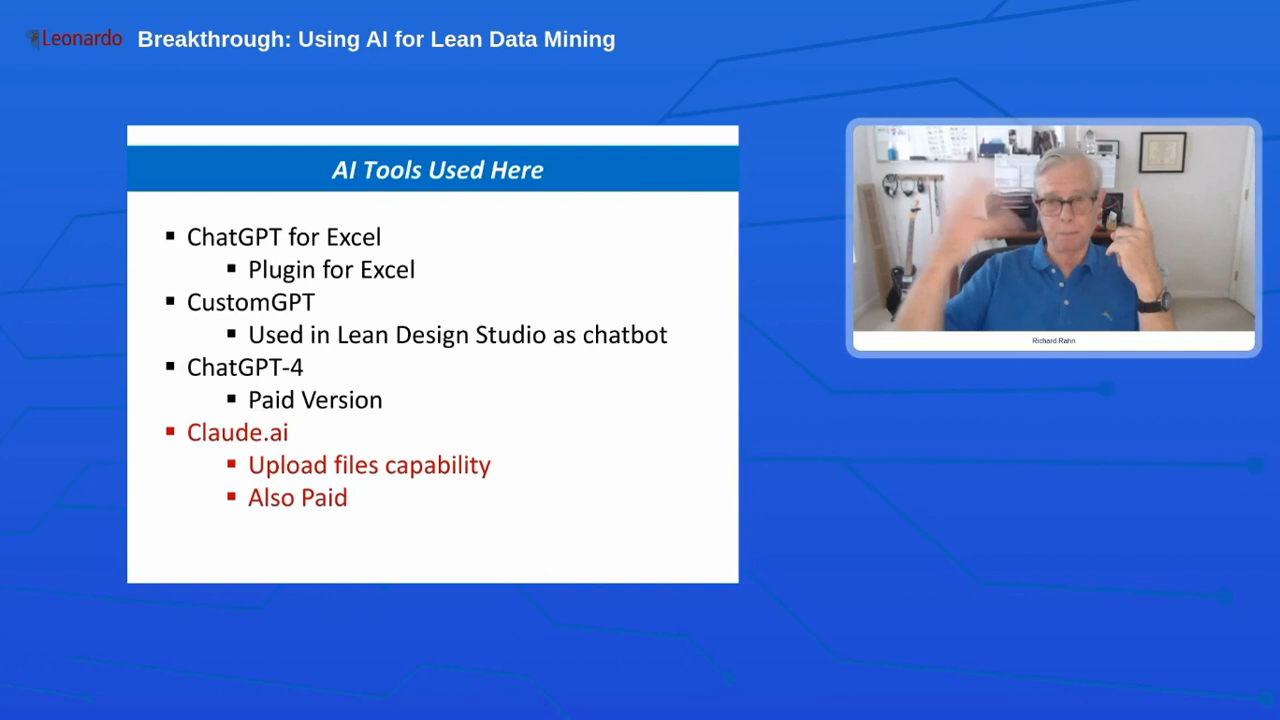 Leonardo
Breakthrough: Using AI for Lean Data Mining
AI Tools Used Here
ChatGPT for Excel
Plugin for Excel
CustomGPT
Used in Lean Design Studio as chatbot
ChatGPT-4
Paid Version
Claude.ai
Upload files capability
Also Paid
Richard Rahn